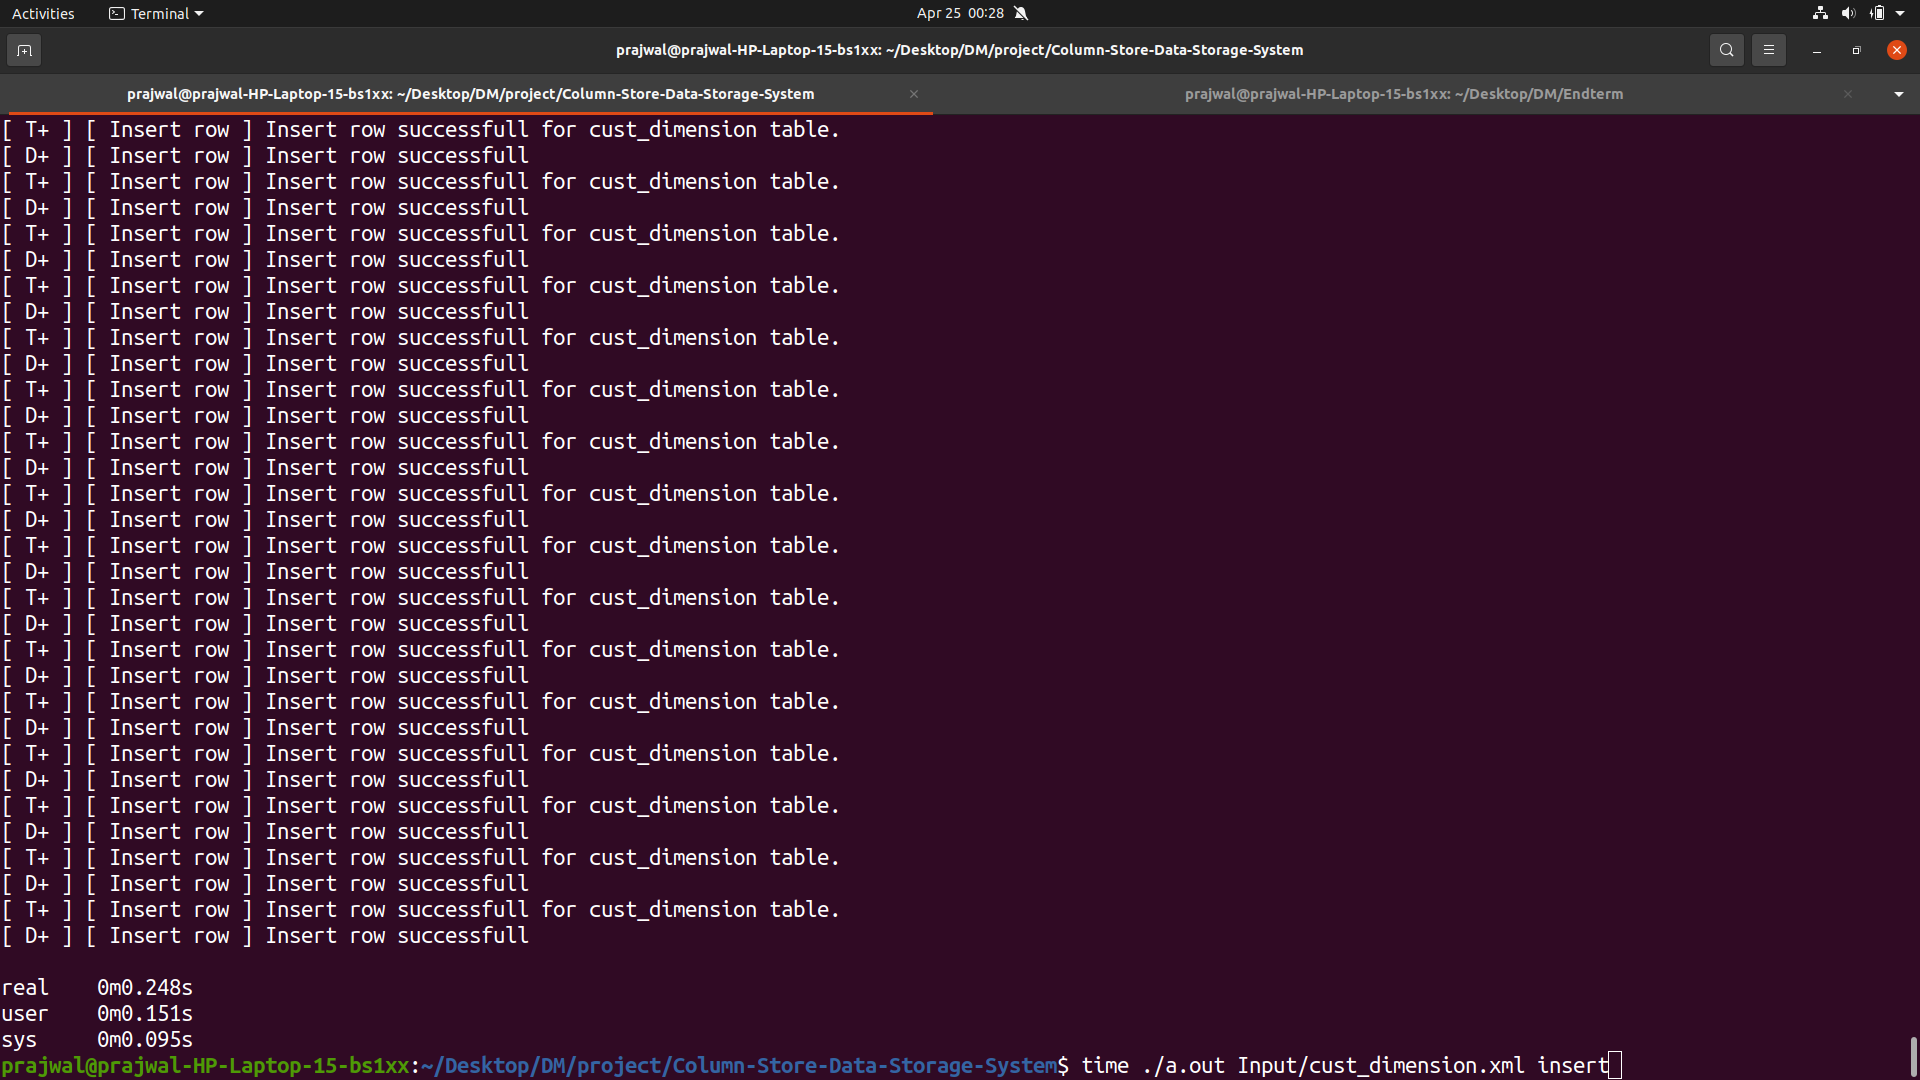 Activities Terminal Apr 25 00:28
prajwal@prajwal-HP-Laptop-15-bs1xx: ~/Desktop/DM/project/Column-Store-Data-Storage-System
prajwal@prajwal-HP-Laptop-15-bs1xx: ~/Desktop/DM/project/Column-Store-Data-Storage-System prajwal@prajwal-HP-Laptop-15-bs1xx: ~/Desktop/DM/Endterm
[ T+ ] [ Insert row ] Insert row successfull for cust_dimension table.
[ D+ ] [ Insert row ] Insert row successfull
[ T+ ] [ Insert row ] Insert row successfull for cust_dimension table.
[ D+ ] [ Insert row ] Insert row successfull
[ T+ ] [ Insert row ] Insert row successfull for cust_dimension table.
[ D+ ] [ Insert row ] Insert row successfull
[ T+ ] [ Insert row ] Insert row successfull for cust_dimension table.
[ D+ ] [ Insert row ] Insert row successfull
[ T+ ] [ Insert row ] Insert row successfull for cust_dimension table.
[ D+ ] [ Insert row ] Insert row successfull
[ T+ ] [ Insert row ] Insert row successfull for cust_dimension table.
[ D+ ] [ Insert row ] Insert row successfull
[ T+ ] [ Insert row ] Insert row successfull for cust_dimension table.
[ D+ ] [ Insert row ] Insert row successfull
[ T+ ] [ Insert row ] Insert row successfull for cust_dimension table.
[ D+ ] [ Insert row ] Insert row successfull
[ T+ ] [ Insert row ] Insert row successfull for cust_dimension table.
[ D+ ] [ Insert row ] Insert row successfull
[ T+ ] [ Insert row ] Insert row successfull for cust_dimension table.
[ D+ ] [ Insert row ] Insert row successfull
[ T+ ] [ Insert row ] Insert row successfull for cust_dimension table.
[ D+ ] [ Insert row ] Insert row successfull
[ T+ ] [ Insert row ] Insert row successfull for cust_dimension table.
[ D+ ] [ Insert row ] Insert row successfull
[ T+ ] [ Insert row ] Insert row successfull for cust_dimension table.
[ D+ ] [ Insert row ] Insert row successfull
[ T+ ] [ Insert row ] Insert row successfull for cust_dimension table.
[ D+ ] [ Insert row ] Insert row successfull
[ T+ ] [ Insert row ] Insert row successfull for cust_dimension table.
[ D+ ] [ Insert row ] Insert row successfull
[ T+ ] [ Insert row ] Insert row successfull for cust_dimension table.
[ D+ ] [ Insert row ] Insert row successfull
real 0m0.248s
user 0m0.151s
sys 0m0.095s
prajwal@prajwal-HP-Laptop-15-bs1xx:~/Desktop/DM/project/Column-Store-Data-Storage-System$ time ./a.out Input/cust_dimension.xml insert